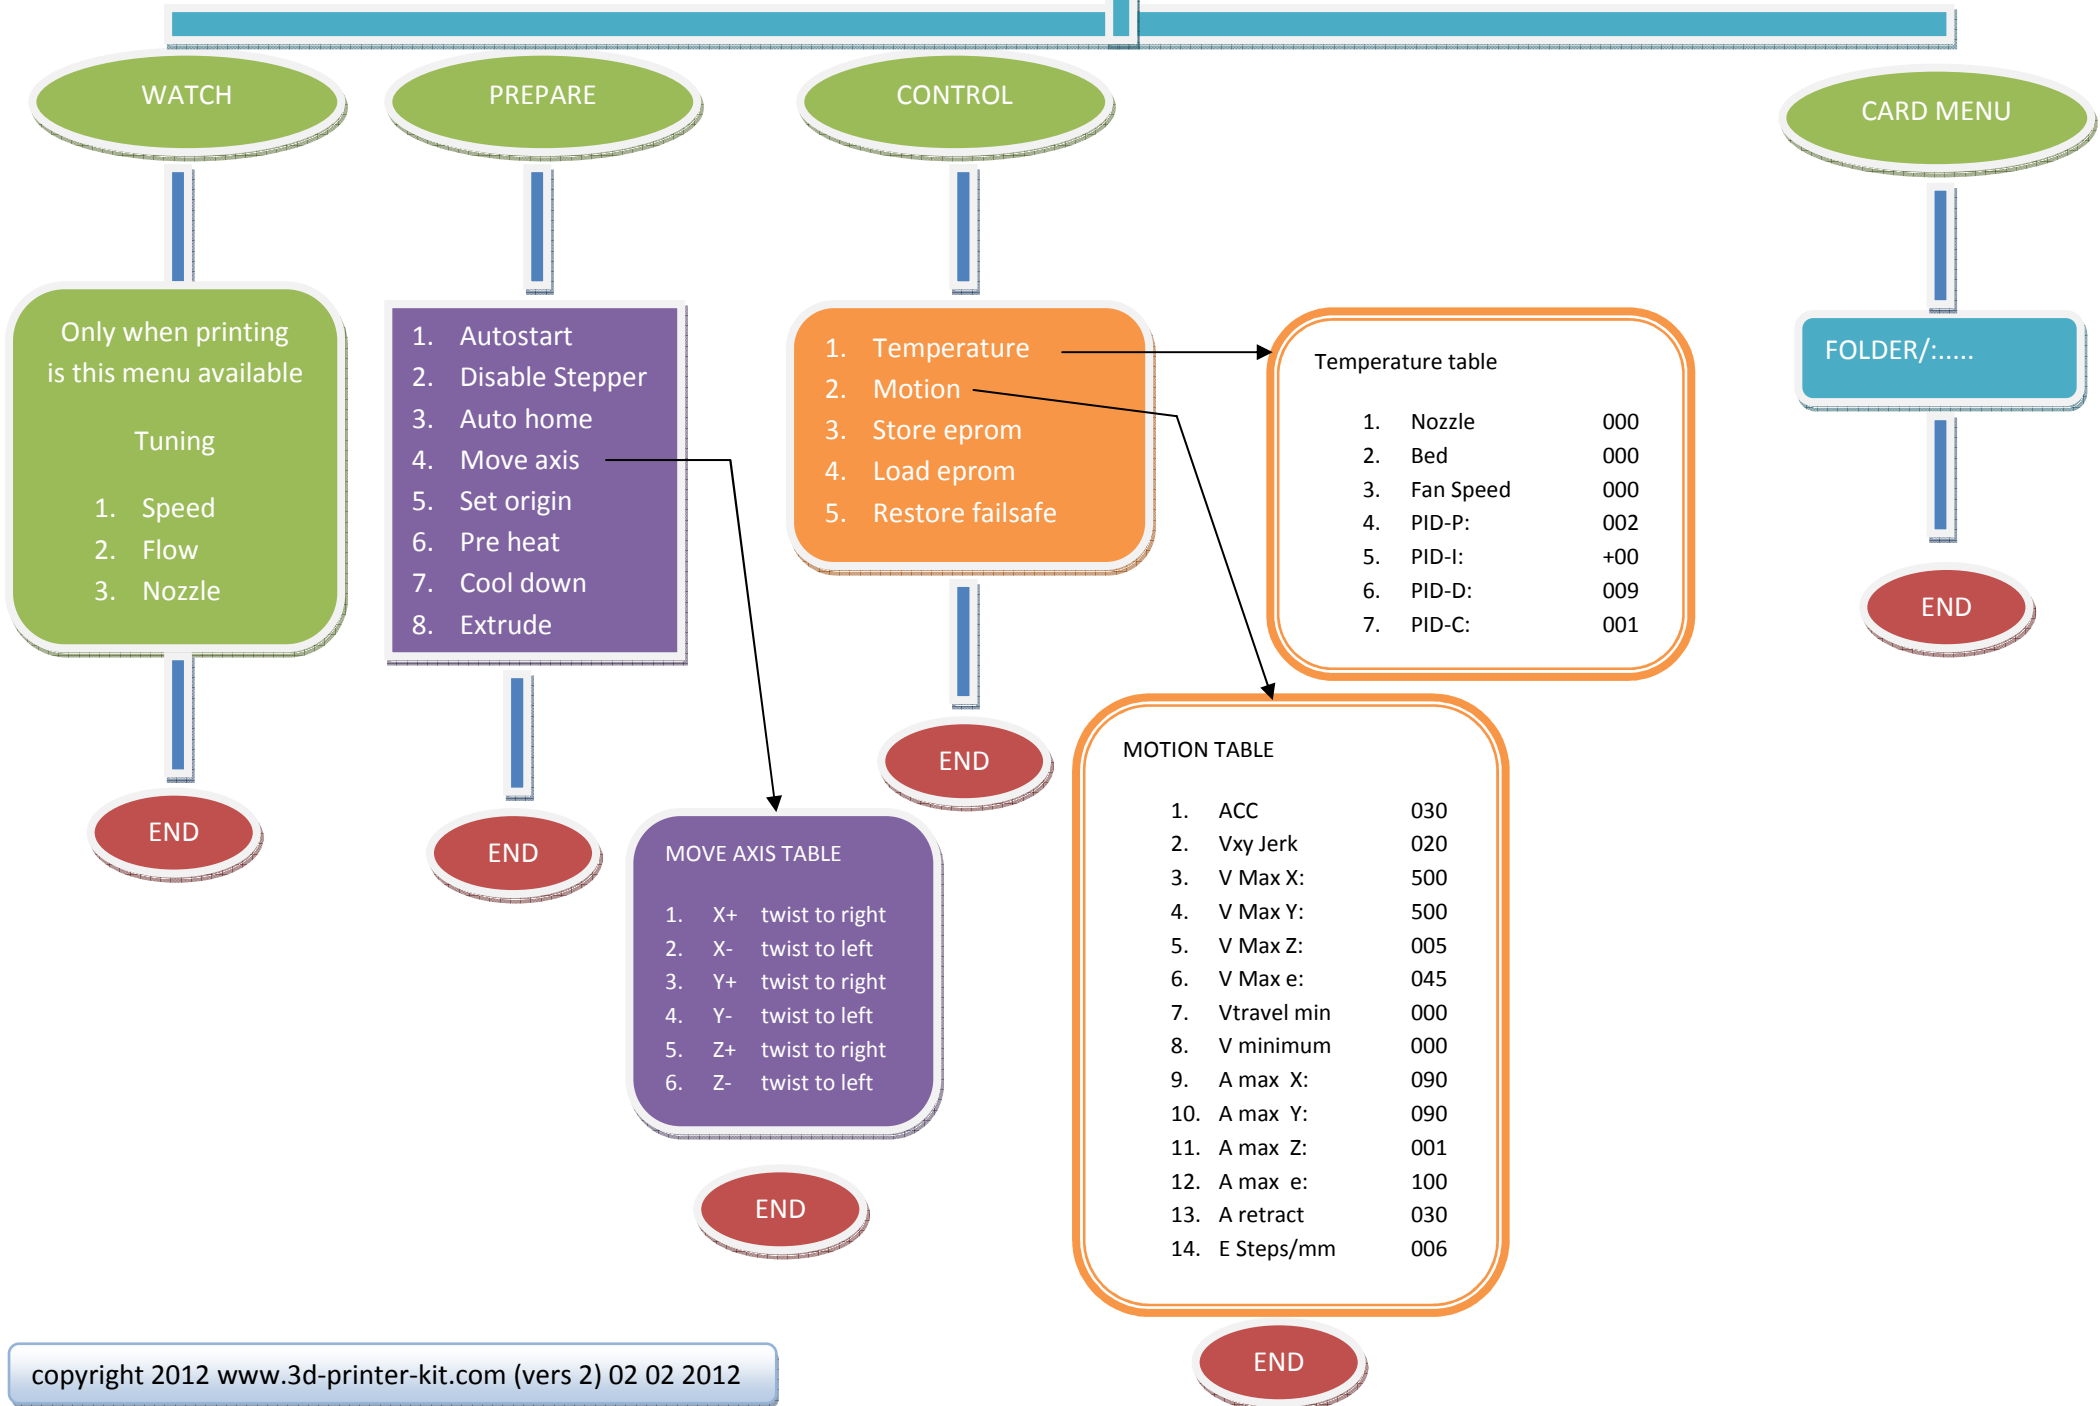 WATCH
PREPARE
CONTROL
CARD MENU
Only when printing
is this menu available
Tuning
1. Speed
2. Flow
3. Nozzle
END
1. Autostart
2. Disable Stepper
3. Auto home
4. Move axis
5. Set origin
6. Pre heat
7. Cool down
8. Extrude
END
MOVE AXIS TABLE
1. X+ twist to right
2. X- twist to left
3. Y+ twist to right
4. Y- twist to left
5. Z+ twist to right
6. Z- twist to left
END
1. Temperature
2. Motion
3. Store eprom
4. Load eprom
5. Restore failsafe
END
Temperature table
1. Nozzle 000
2. Bed 000
3. Fan Speed 000
4. PID-P: 002
5. PID-I: +00
6. PID-D: 009
7. PID-C: 001
MOTION TABLE
1. ACC 030
2. Vxy Jerk 020
3. V Max X: 500
4. V Max Y: 500
5. V Max Z: 005
6. V Max e: 045
7. Vtravel min 000
8. V minimum 000
9. A max X: 090
10. A max Y: 090
11. A max Z: 001
12. A max e: 100
13. A retract 030
14. E Steps/mm 006
END
FOLDER/:.....
END
copyright 2012 www.3d-printer-kit.com (vers 2) 02 02 2012